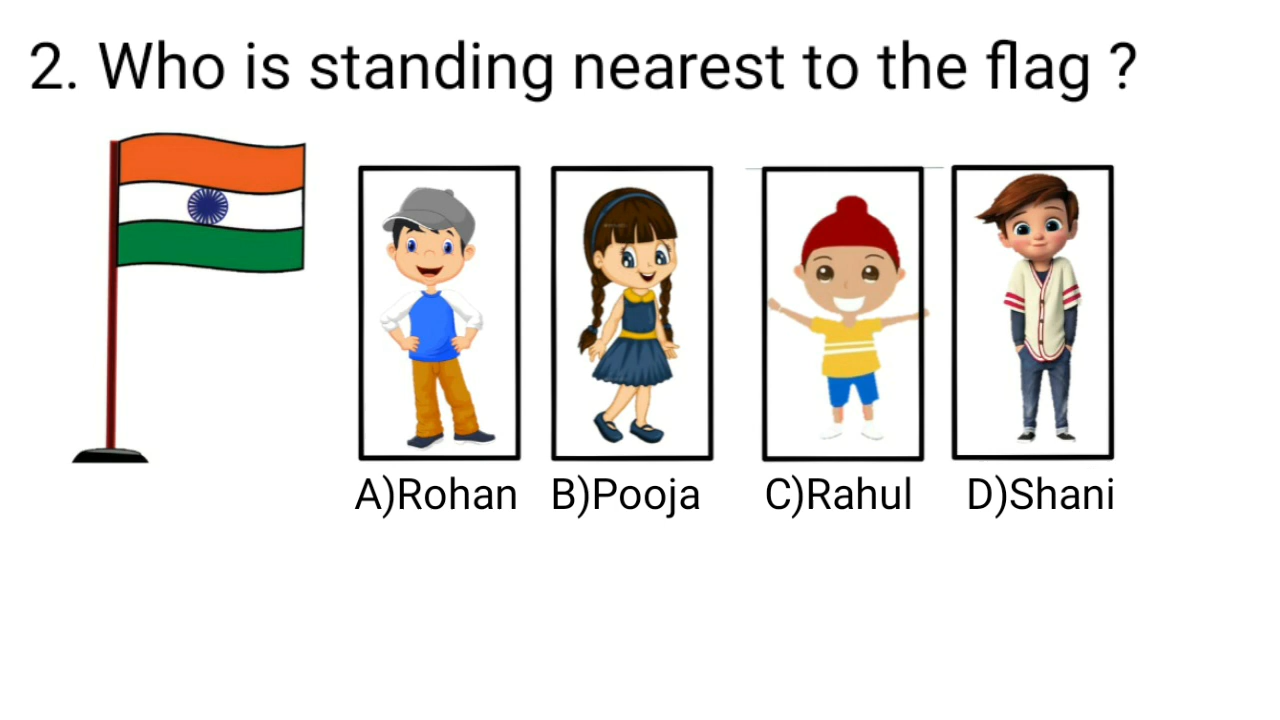 2. Who is standing nearest to the flag ?
A)Rohan B)Pooja C)Rahul D)Shani